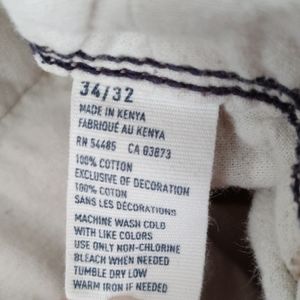 34/32
MADE IN KENYA
FABRIQUÉ AU KENYA
RN 54485 CA 03873
100% COTTON
EXCLUSIVE OF DECORATION
100% COTON
SANS LES DÉCORATIONS
MACHINE WASH COLD
WITH LIKE COLORS
USE ONLY NON-CHLORINE
BLEACH WHEN NEEDED
TUMBLE DRY LOW
WARM IRON IF NEEDED